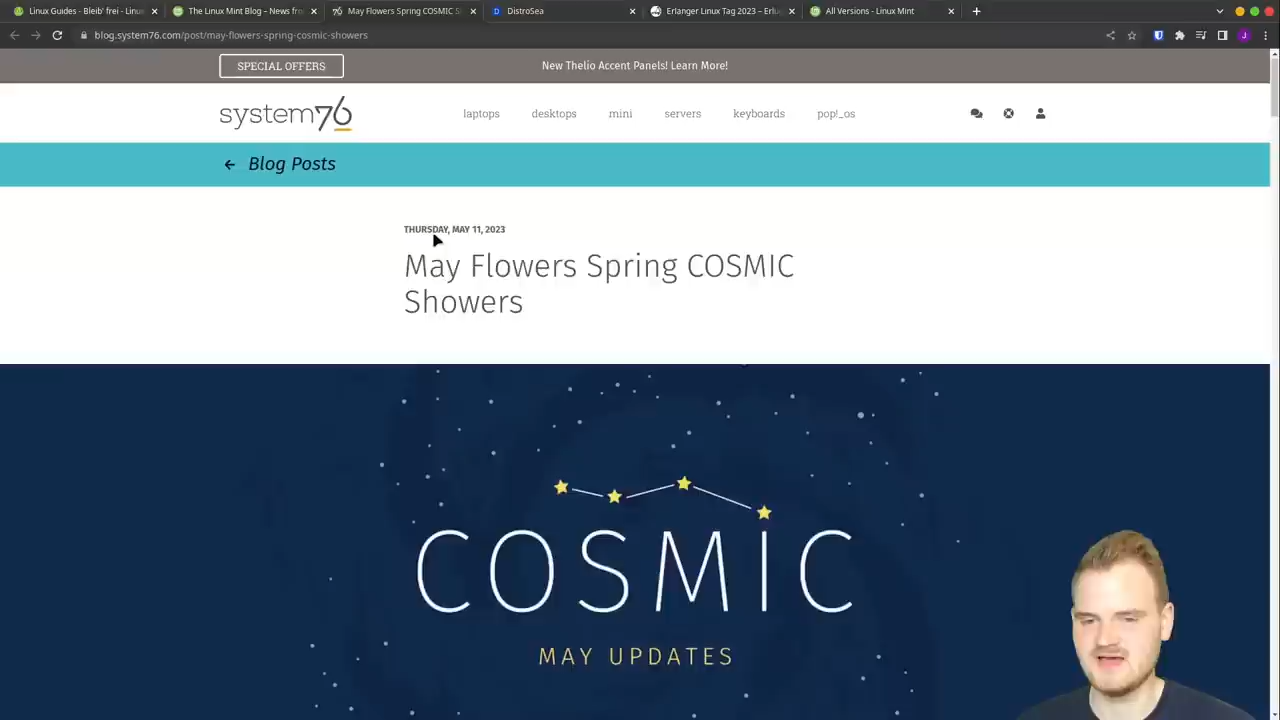 Linux Guides - Bleib' frei - Linu
The Linux Mint Blog – News fro
May Flowers Spring COSMIC S
DistroSea
Erlanger Linux Tag 2023 – Erlu
All Versions - Linux Mint
blog.system76.com/post/may-flowers-spring-cosmic-showers
J
SPECIAL OFFERS
New Thelio Accent Panels! Learn More!
system76
laptops
desktops
mini
servers
keyboards
pop!_os
Blog Posts
THURSDAY, MAY 11, 2023
May Flowers Spring COSMIC
Showers
COSMIC
MAY UPDATES